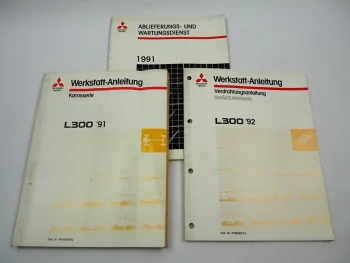 ABLIEFERUNGS- UND
WARTUNGSDIENST
1991
Werkstatt-Anleitung
Karosserie
L300 '91
Werkstatt-Anleitung
Verdrahtungsanleitung
L300 '92